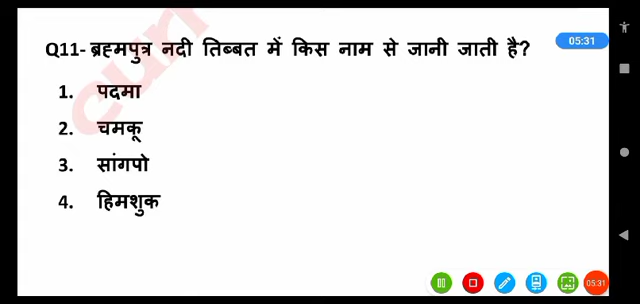 Q11- ब्रह्मपुत्र नदी तिब्बत में किस नाम से जानी जाती है?
05:31
1. पदमा
2. चमकू
3. सांगपो
4. हिमशुक
05:31